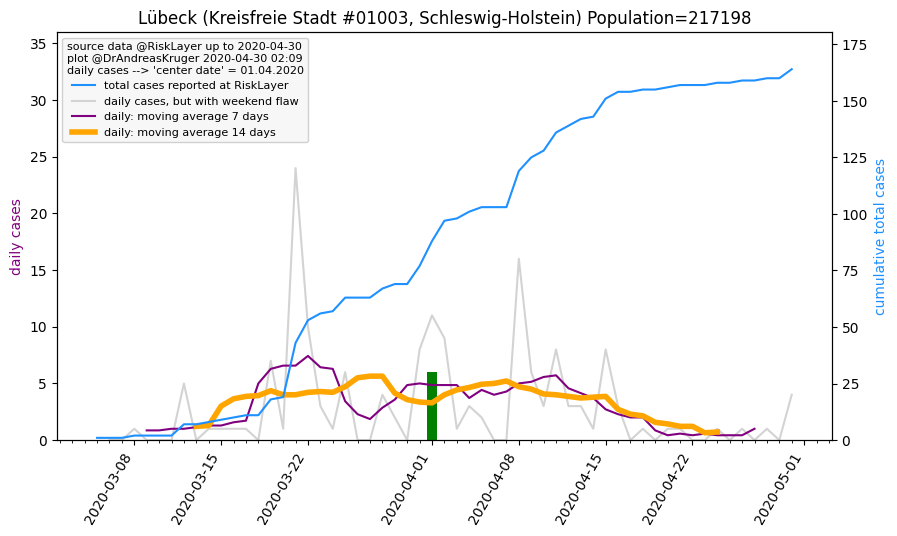 Lübeck (Kreisfreie Stadt #01003, Schleswig-Holstein) Population=217198
source data @RiskLayer up to 2020-04-30
plot @DrAndreasKruger 2020-04-30 02:09
daily cases --> 'center date' = 01.04.2020
total cases reported at RiskLayer
daily cases, but with weekend flaw
daily: moving average 7 days
daily: moving average 14 days
daily cases
35
30
25
20
15
10
5
0
cumulative total cases
175
150
125
100
75
50
25
0
2020-03-08
2020-03-15
2020-03-22
2020-04-01
2020-04-08
2020-04-15
2020-04-22
2020-05-01